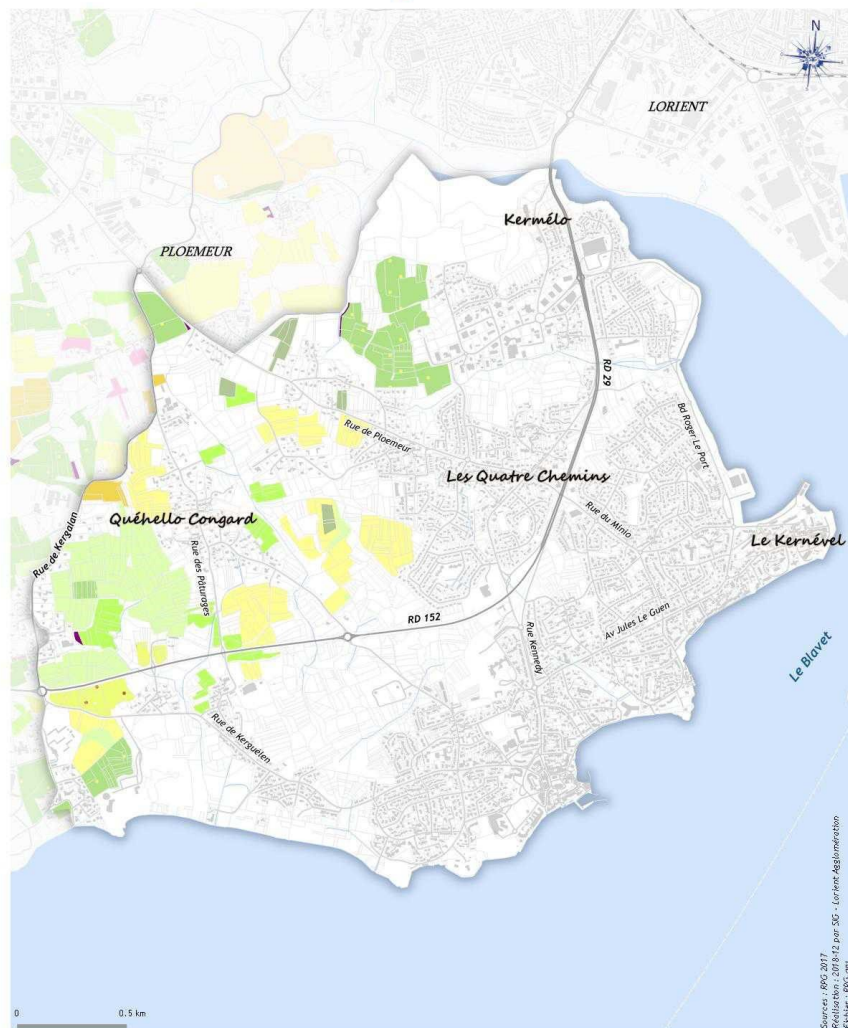 N
LORIENT
Kermélo
PLOEMEUR
RD 29
Bd Roger Le Port
Rue de Ploemeur
Les Quatre Chemins
Quéhello Congard
Rue du Minio
Le Kernével
Rue de Kergalan
Rue des Pâturages
RD 152
Rue Kennedy
Av Jules Le Guen
Le Blavet
Rue de Kerguélen
Sources : RPG 2017
Réalisation : 2018-12 par SIG - Lorient Agglomération
0 0.5 km